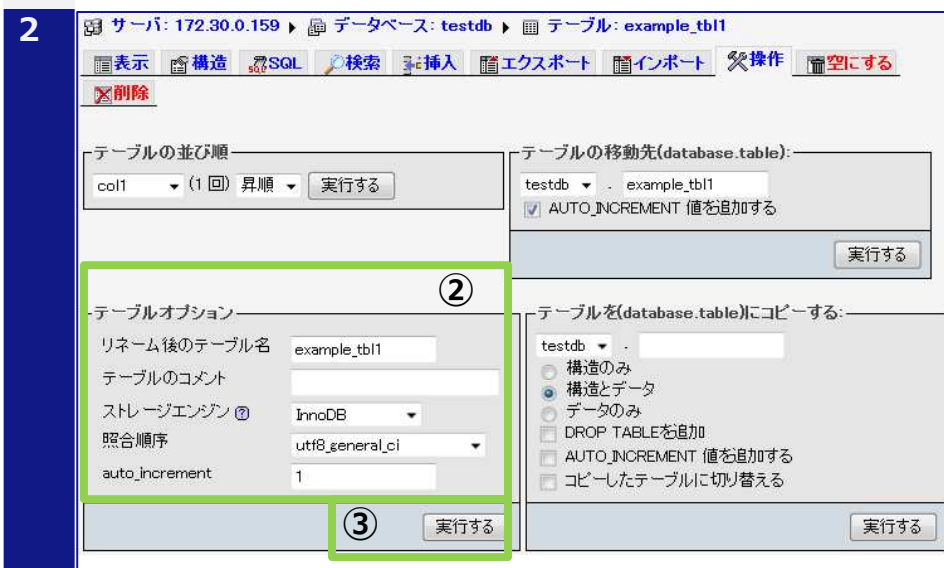 2
サーバ: 172.30.0.159 ▶ データベース: testdb ▶ テーブル: example_tbl1
表示 構造 SQL 検索 挿入 エクスポート インポート 操作 空にする
削除
テーブルの並び順
col1 (1 回) 昇順 実行する
テーブルの移動先(database.table):
testdb . example_tbl1
AUTO_INCREMENT 値を追加する
実行する
②
テーブルオプション
リネーム後のテーブル名 example_tbl1
テーブルのコメント
ストレージエンジン InnoDB
照合順序 utf8_general_ci
auto_increment 1
③ 実行する
テーブルを(database.table)にコピーする:
testdb .
構造のみ
構造とデータ
データのみ
DROP TABLEを追加
AUTO_INCREMENT 値を追加する
コピーしたテーブルに切り替える
実行する